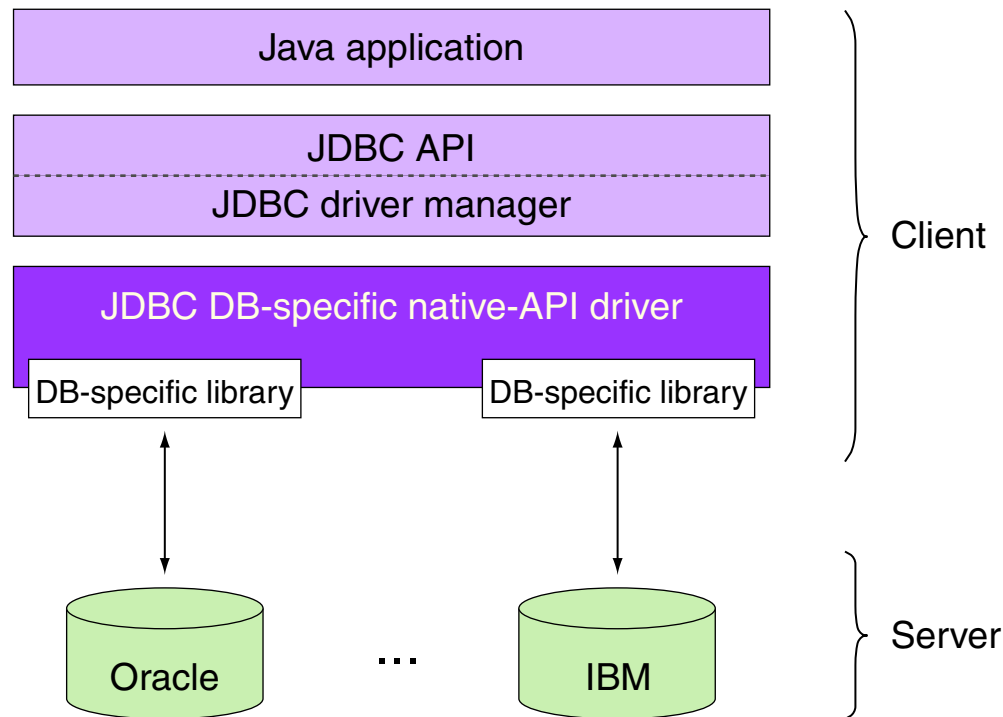 Java application
JDBC API
JDBC driver manager
JDBC DB-specific native-API driver
DB-specific library
DB-specific library
Client
Oracle
...
IBM
Server